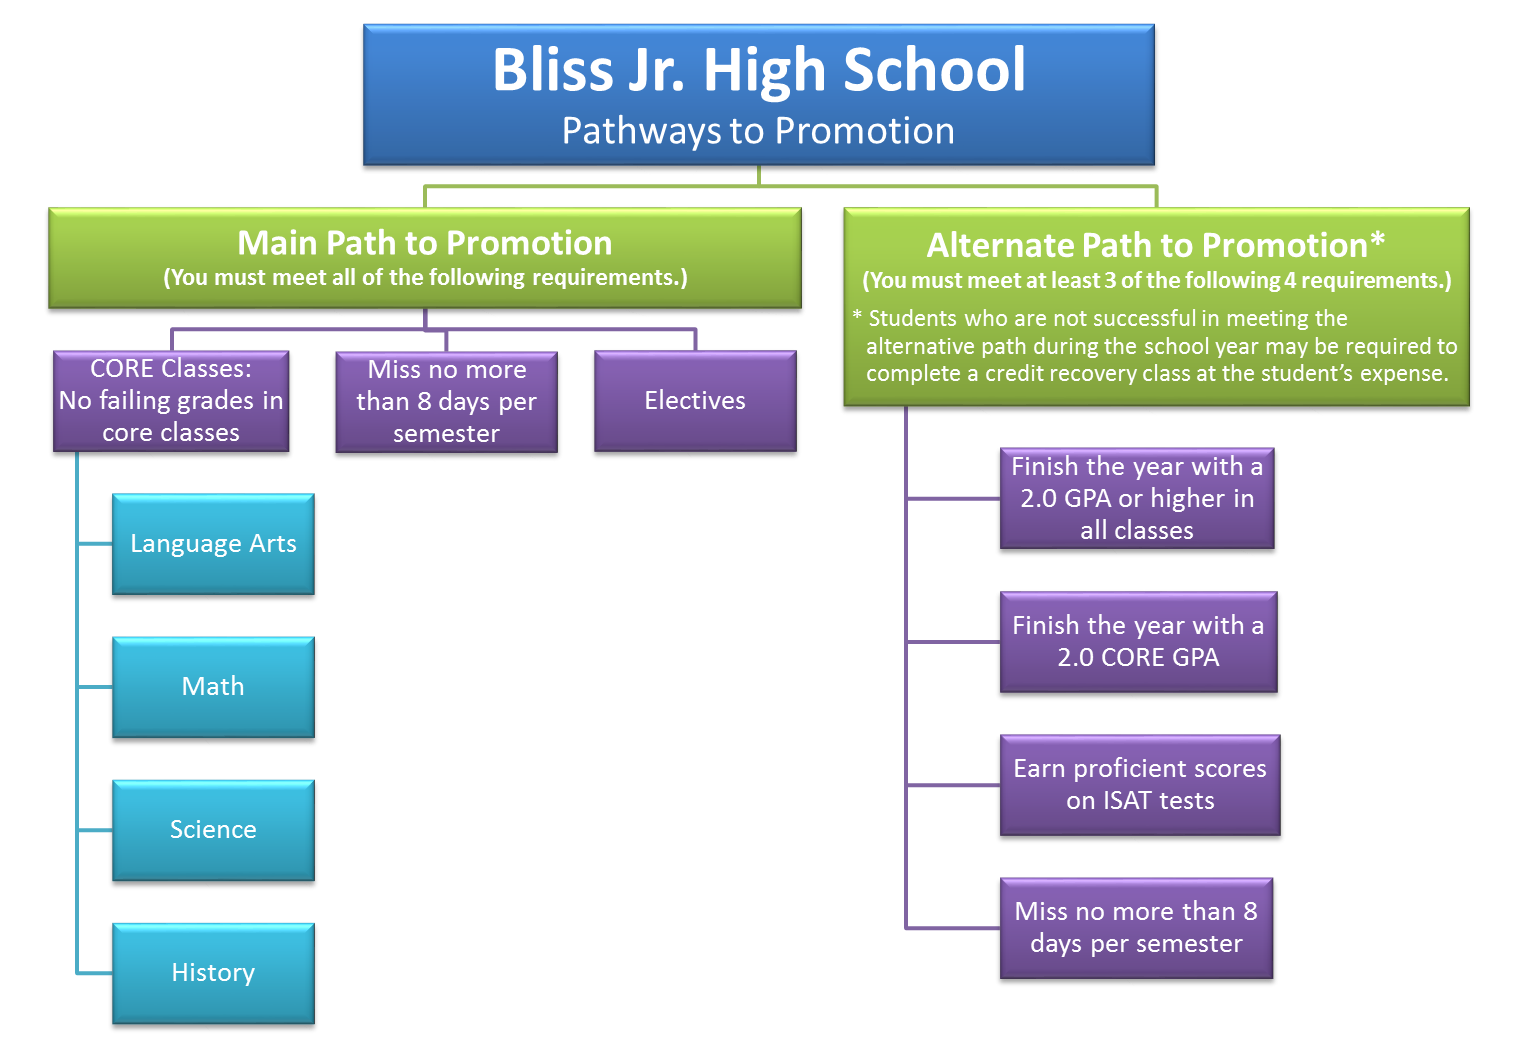 Bliss Jr. High School
Pathways to Promotion
Main Path to Promotion
(You must meet all of the following requirements.)
CORE Classes:
No failing grades in
core classes
Language Arts
Math
Science
History
Miss no more
than 8 days per
semester
Electives
Alternate Path to Promotion*
(You must meet at least 3 of the following 4 requirements.)
* Students who are not successful in meeting the
alternative path during the school year may be required to
complete a credit recovery class at the student’s expense.
Finish the year with a
2.0 GPA or higher in
all classes
Finish the year with a
2.0 CORE GPA
Earn proficient scores
on ISAT tests
Miss no more than 8
days per semester